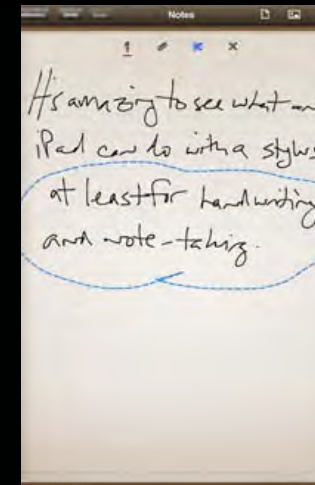 Notes
1
It's amazing to see what an
iPad can do with a stylus
at least for handwriting
and note-taking.